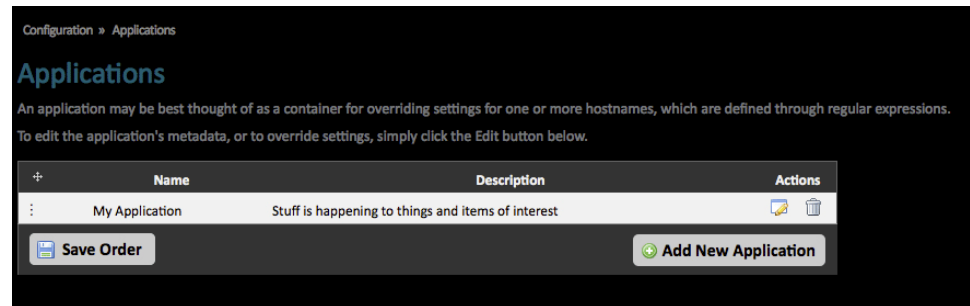 Configuration » Applications
Applications
An application may be best thought of as a container for overriding settings for one or more hostnames, which are defined through regular expressions.
To edit the application's metadata, or to override settings, simply click the Edit button below.
Name Description Actions
My Application Stuff is happening to things and items of interest
Save Order Add New Application